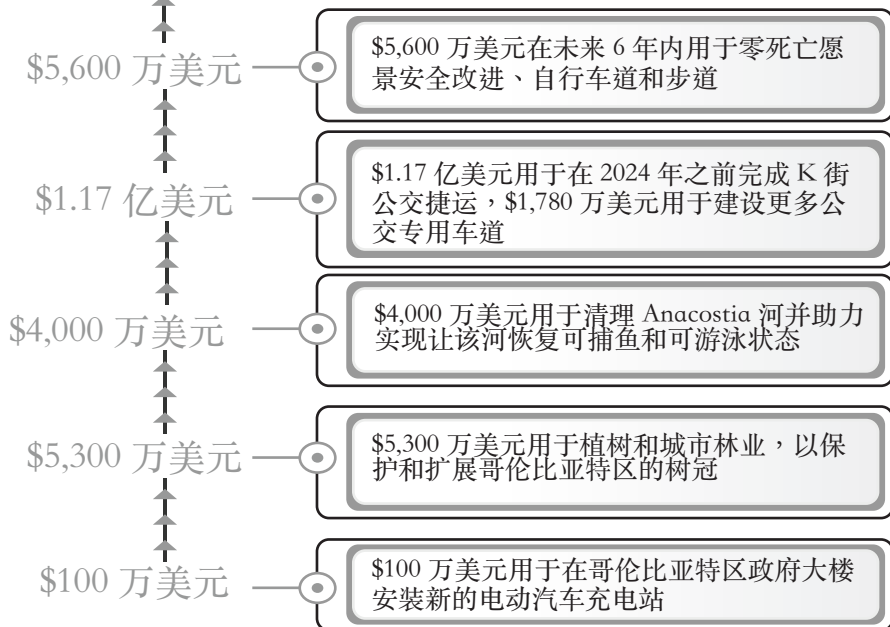 $5,600 万美元
$5,600 万美元在未来 6 年内用于零死亡愿
景安全改进、自行车道和步道
$1.17 亿美元
$1.17 亿美元用于在 2024 年之前完成 K 街
公交捷运，$1,780 万美元用于建设更多公
交专用车道
$4,000 万美元
$4,000 万美元用于清理 Anacostia 河并助力
实现让该河恢复可捕鱼和可游泳状态
$5,300 万美元
$5,300 万美元用于植树和城市林业，以保
护和扩展哥伦比亚特区的树冠
$100 万美元
$100 万美元用于在哥伦比亚特区政府大楼
安装新的电动汽车充电站